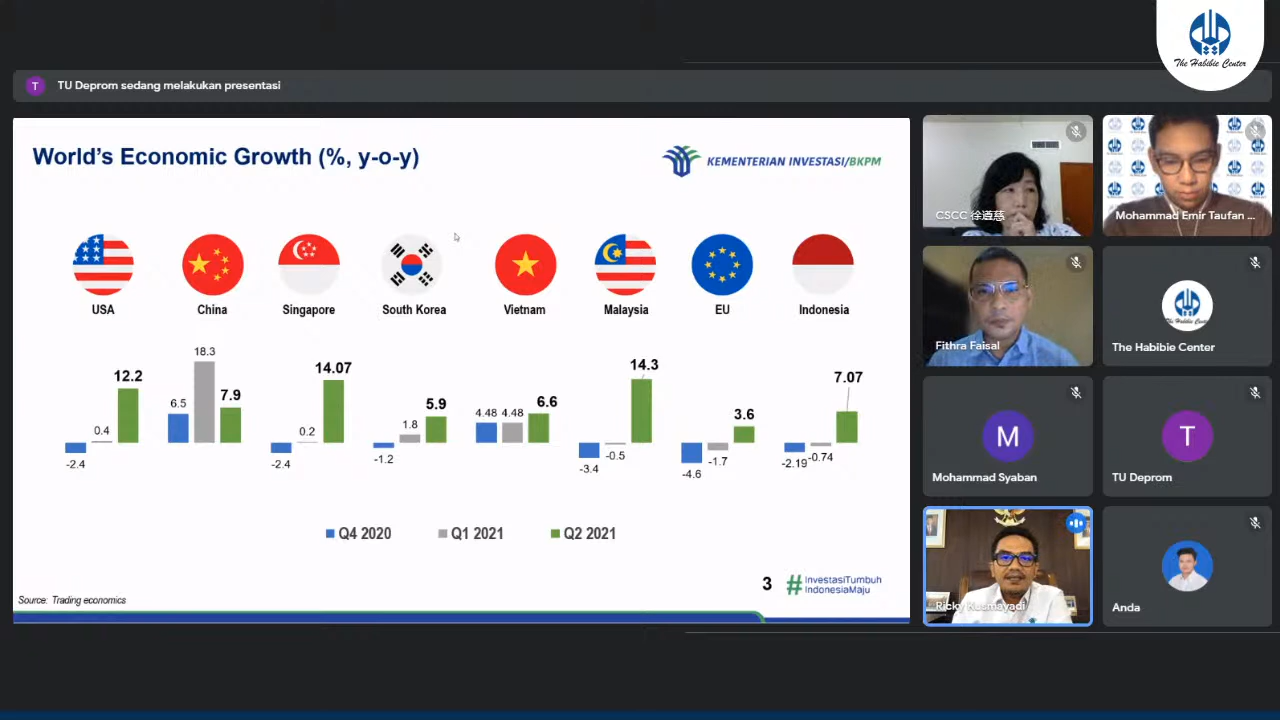 The Habibie Center
T
TU Deprom sedang melakukan presentasi
World's Economic Growth (%, y-o-y)
KEMENTERIAN INVESTASI/BKPM
USA
China
Singapore
South Korea
Vietnam
Malaysia
EU
Indonesia
-2.4
0.4
12.2
6.5
18.3
7.9
-2.4
0.2
14.07
-1.2
1.8
5.9
4.48
4.48
6.6
-3.4
-0.5
14.3
-4.6
-1.7
3.6
-2.19
-0.74
7.07
Q4 2020
Q1 2021
Q2 2021
3
#InvestasiTumbuh
IndonesiaMaju
Source: Trading economics
CSCC 徐遵慈
Mohammad Emir Taufan ...
Fithra Faisal
The Habibie Center
The Habibie Center
M
Mohammad Syaban
T
TU Deprom
Ricky Kusmayadi
Anda